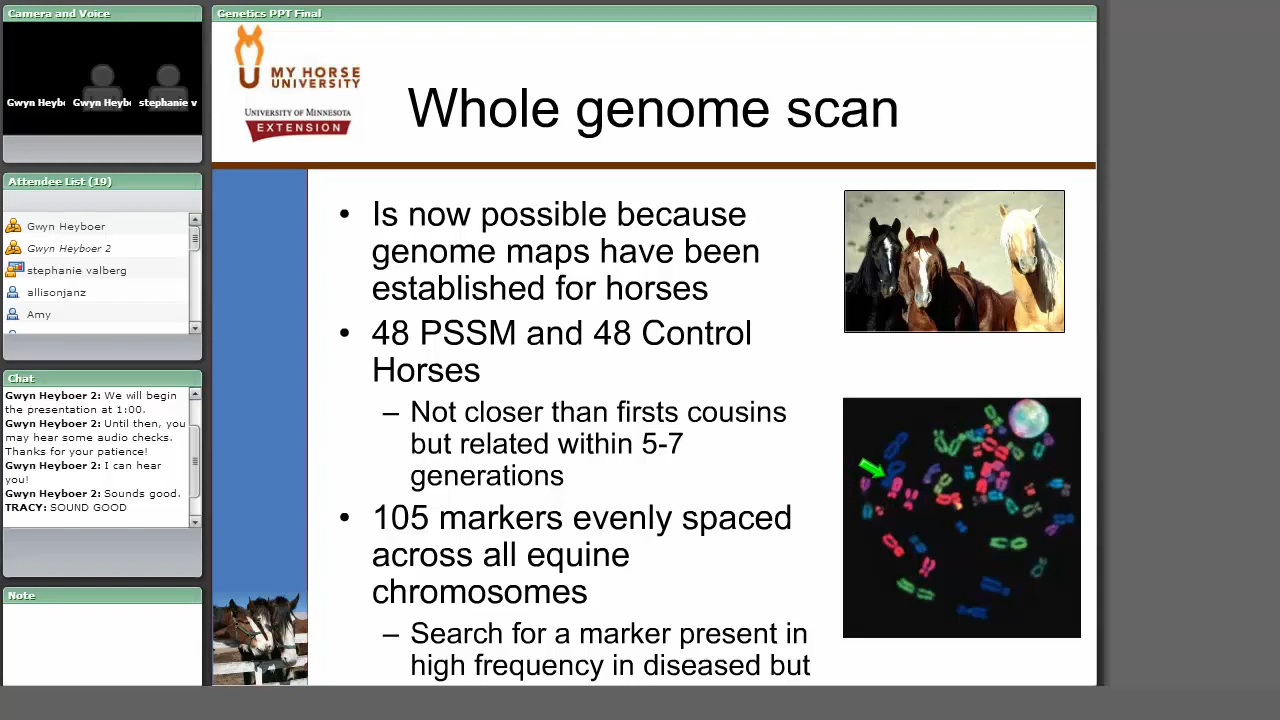 Camera and Voice
Gwyn Heyb
Gwyn Heyb
stephanie v
Attendee List (19)
Gwyn Heyboer
Gwyn Heyboer 2
stephanie valberg
allisonjanz
Amy
Chat
Gwyn Heyboer 2: We will begin
the presentation at 1:00.
Gwyn Heyboer 2: Until then, you
may hear some audio checks.
Thanks for your patience!
Gwyn Heyboer 2: I can hear
you!
Gwyn Heyboer 2: Sounds good.
TRACY: SOUND GOOD
Note
Genetics PPT Final
MY HORSE
UNIVERSITY
UNIVERSITY OF MINNESOTA
EXTENSION
Whole genome scan
• Is now possible because
genome maps have been
established for horses
• 48 PSSM and 48 Control
Horses
– Not closer than firsts cousins
but related within 5-7
generations
• 105 markers evenly spaced
across all equine
chromosomes
– Search for a marker present in
high frequency in diseased but